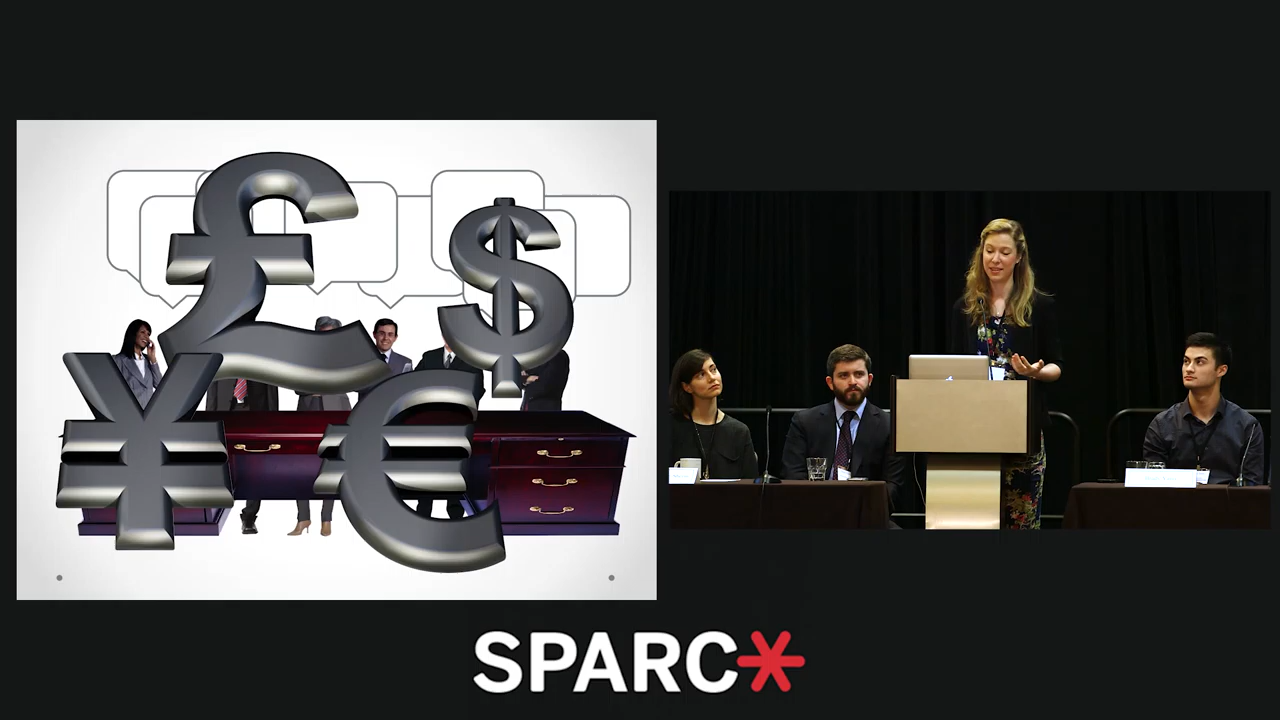 £
$
¥
€
SPARC*